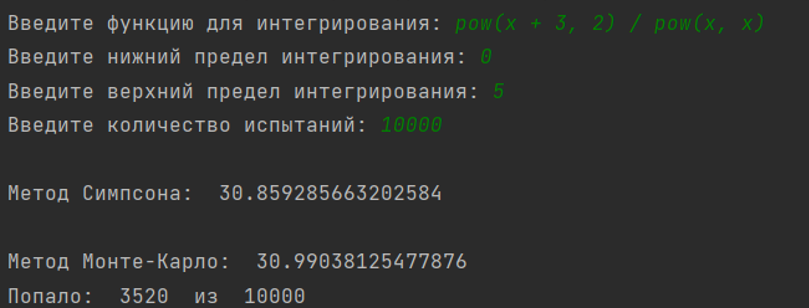 Введите функцию для интегрирования: pow(x + 3, 2) / pow(x, x)
Введите нижний предел интегрирования: 0
Введите верхний предел интегрирования: 5
Введите количество испытаний: 10000
Метод Симпсона:  30.859285663202584
Метод Монте-Карло:  30.99038125477876
Попало:  3520  из  10000